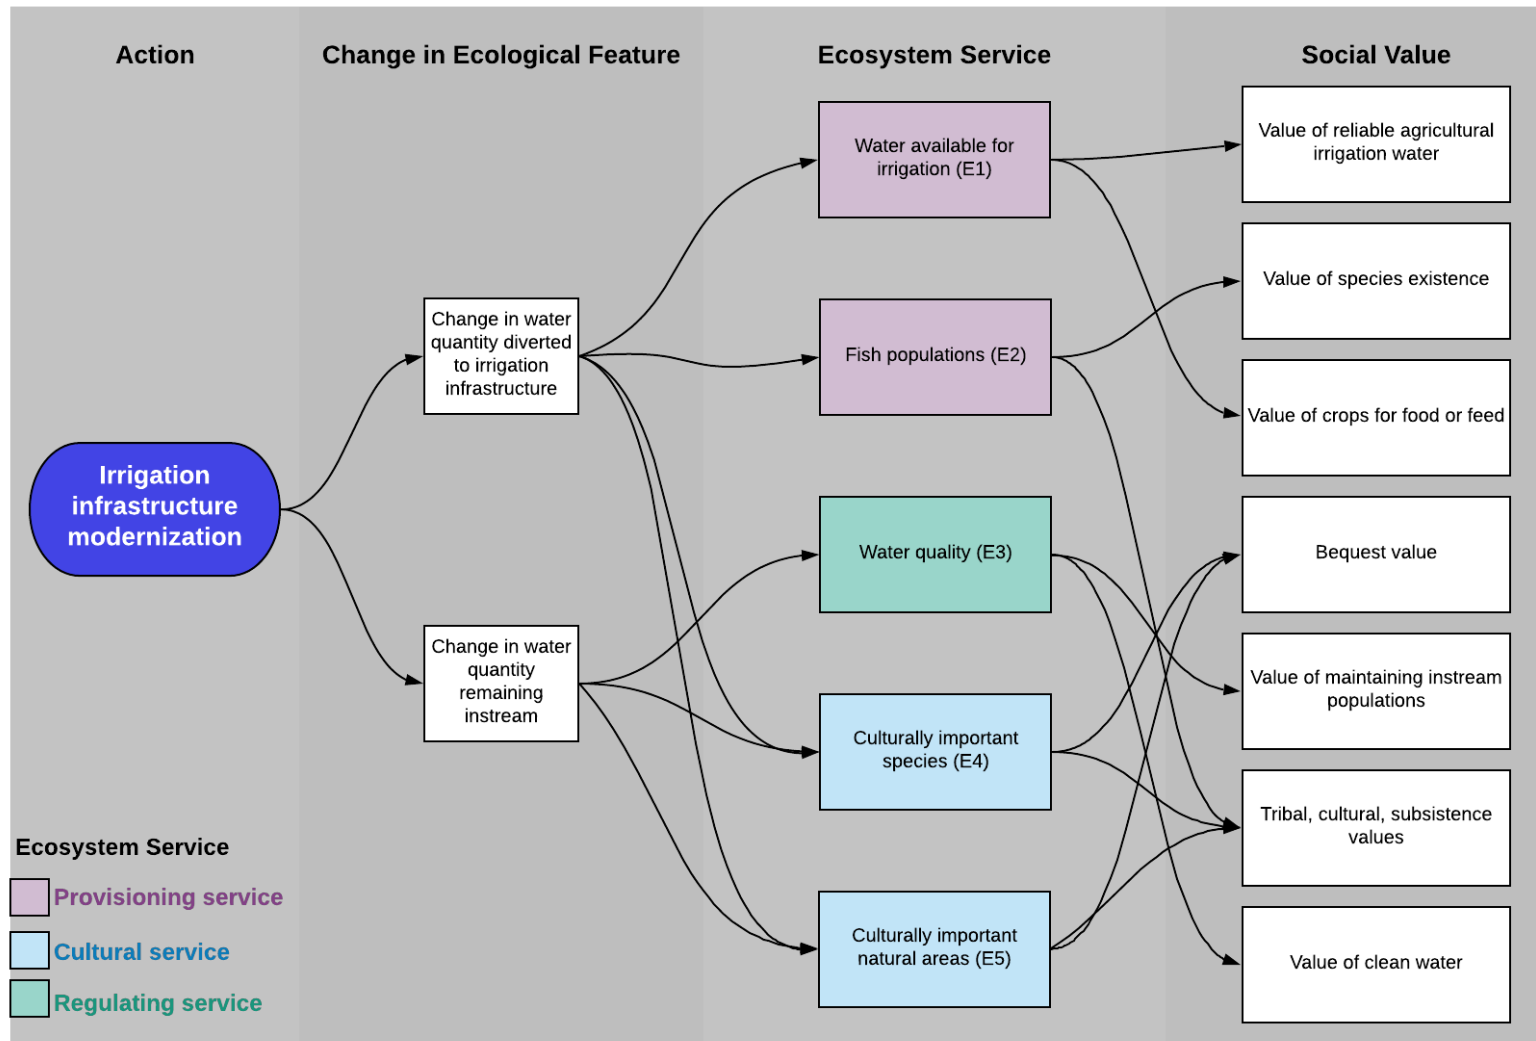 Action
Change in Ecological Feature
Ecosystem Service
Social Value
Irrigation
infrastructure
modernization
Change in water
quantity diverted
to irrigation
infrastructure
Change in water
quantity
remaining
instream
Water available for
irrigation (E1)
Fish populations (E2)
Water quality (E3)
Culturally important
species (E4)
Culturally important
natural areas (E5)
Value of reliable agricultural
irrigation water
Value of species existence
Value of crops for food or feed
Bequest value
Value of maintaining instream
populations
Tribal, cultural, subsistence
values
Value of clean water
Ecosystem Service
Provisioning service
Cultural service
Regulating service